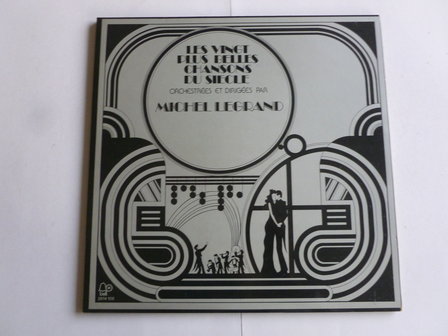 LES VINGT
PLUS BELLES
CHANSONS
DU SIECLE
ORCHESTRÉES ET DIRIGÉES PAR
MICHEL LEGRAND